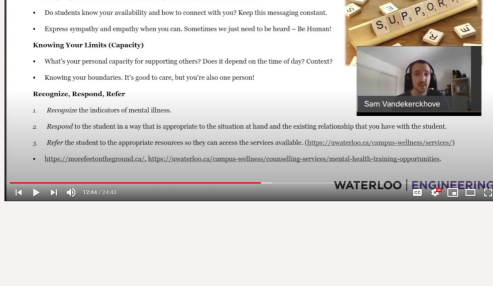 • Do students know your availability and how to connect with you? Keep this messaging constant.
• Express sympathy and empathy when you can. Sometimes we just need to be heard – Be Human!
SUPPORT
Knowing Your Limits (Capacity)
• What's your personal capacity for supporting others? Does it depend on the time of day? Context?
• Knowing your boundaries. It's good to care, but you're also one person!
Sam Vandekerckhove
Recognize, Respond, Refer
1. Recognize the indicators of mental illness.
2. Respond to the student in a way that is appropriate to the situation at hand and the existing relationship that you have with the student.
3. Refer the student to the appropriate resources so they can access the services available. (https://uwaterloo.ca/campus-wellness/services/)
• https://morefeetontheground.ca/, https://uwaterloo.ca/campus-wellness/counselling-services/mental-health-training-opportunities.
WATERLOO | ENGINEERING
12:44 / 24:43